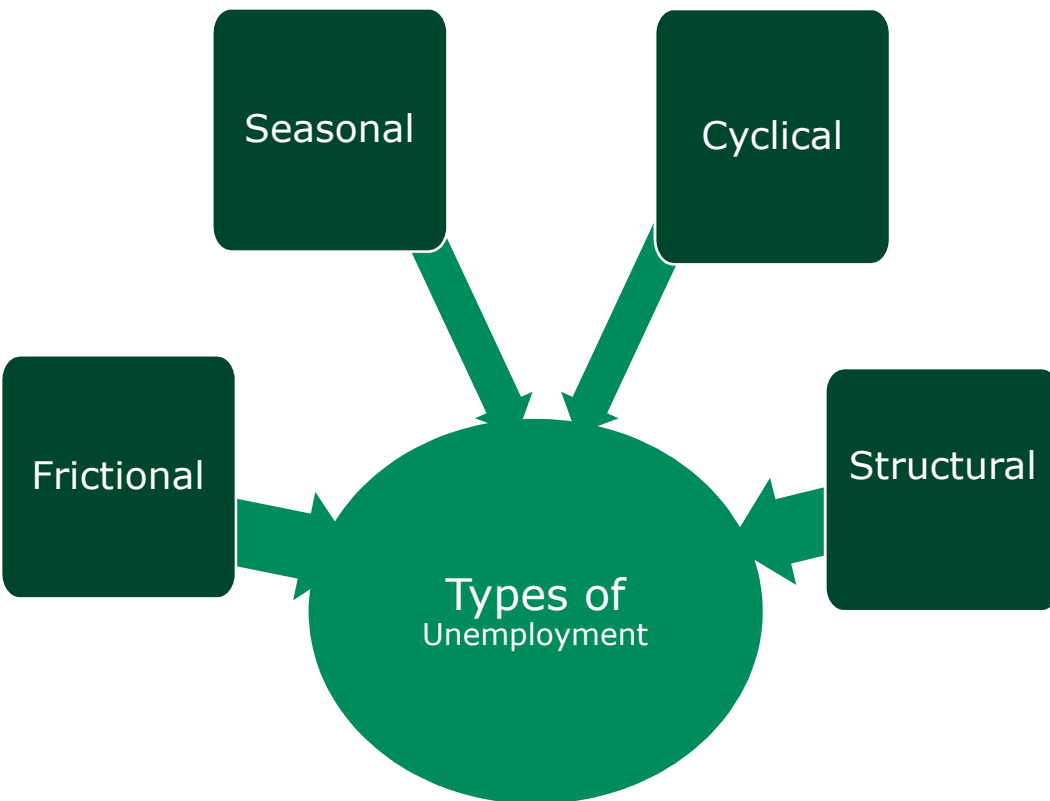 Seasonal
Cyclical
Frictional
Structural
Types of
Unemployment